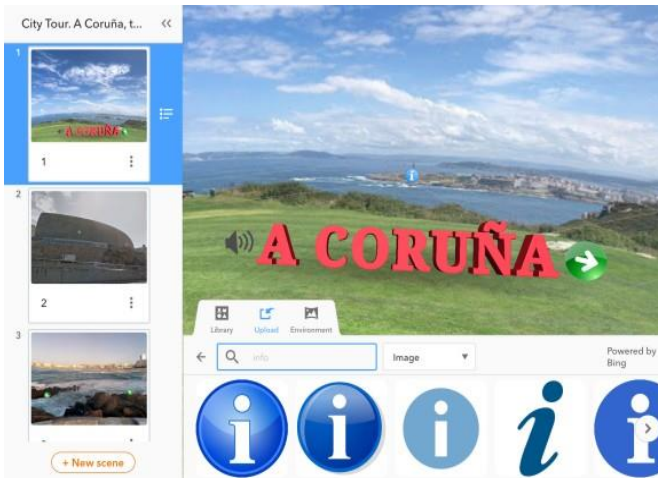 City Tour. A Coruña, t...
1
A CORUÑA
1
2
2
3
+ New scene
A CORUÑA
Library
Upload
Environment
info
Image
Powered by
Bing
i
i
i
i
i